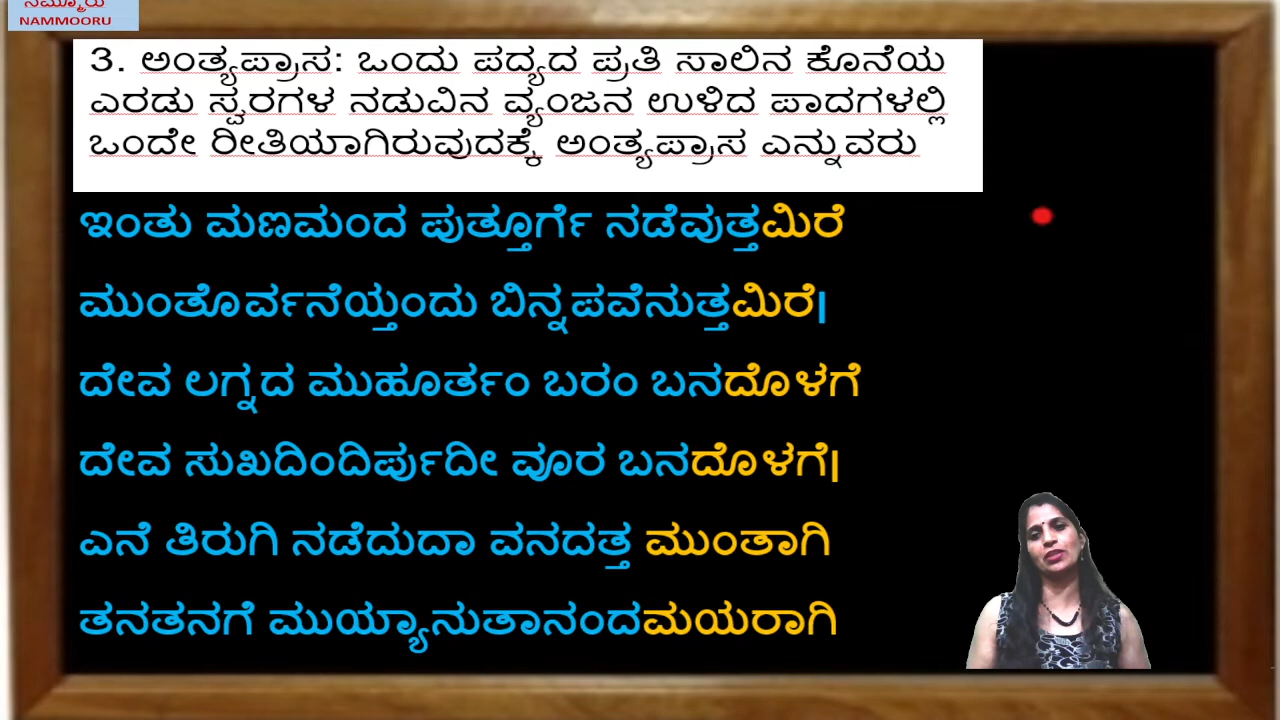 ನಮ್ಮೂರು
NAMMOORU
3. ಅಂತ್ಯಪ್ರಾಸ: ಒಂದು ಪದ್ಯದ ಪ್ರತಿ ಸಾಲಿನ ಕೊನೆಯ
ಎರಡು ಸ್ವರಗಳ ನಡುವಿನ ವ್ಯಂಜನ ಉಳಿದ ಪಾದಗಳಲ್ಲಿ
ಒಂದೇ ರೀತಿಯಾಗಿರುವುದಕ್ಕೆ ಅಂತ್ಯಪ್ರಾಸ ಎನ್ನುವರು
ಇಂತು ಮಣಮಂದ ಪುತ್ತೂರ್ಗೆ ನಡೆವುತ್ತಮಿರೆ
ಮುಂತೊರ್ವನೆಯ್ತಂದು ಬಿನ್ನಪವೆನುತ್ತಮಿರೆ|
ದೇವ ಲಗ್ನದ ಮುಹೂರ್ತಂ ಬರಂ ಬನದೊಳಗೆ
ದೇವ ಸುಖದಿಂದಿರ್ಪುದೀ ವೂರ ಬನದೊಳಗೆ|
ಎನೆ ತಿರುಗಿ ನಡೆದುದಾ ವನದತ್ತ ಮುಂತಾಗಿ
ತನತನಗೆ ಮುಯ್ಯಾನುತಾನಂದಮಯರಾಗಿ